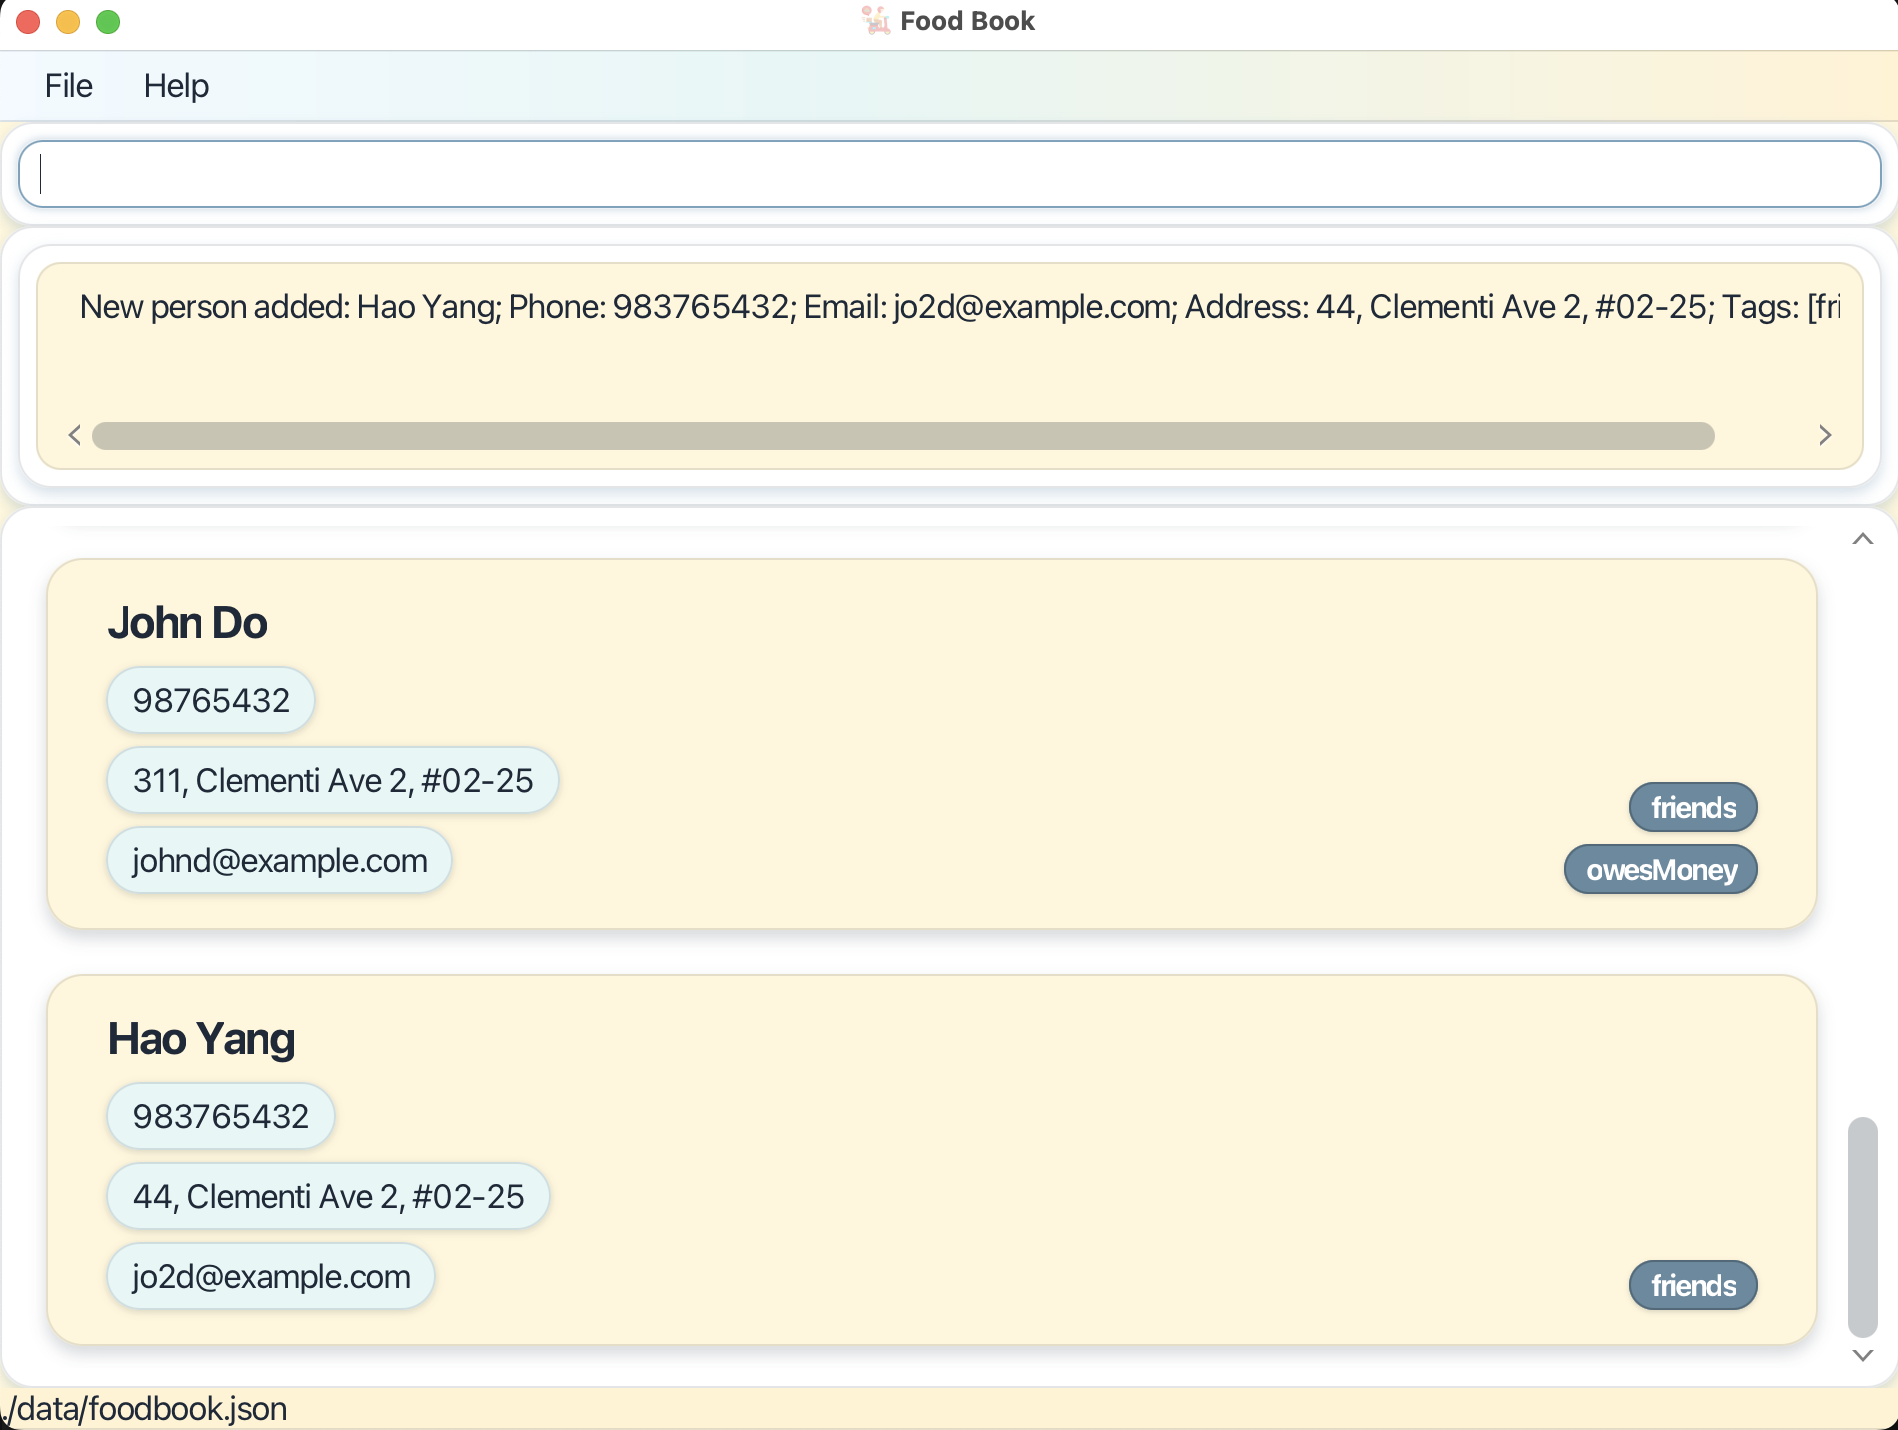 Food Book
File Help
New person added: Hao Yang; Phone: 983765432; Email: jo2d@example.com; Address: 44, Clementi Ave 2, #02-25; Tags: [fri
John Do
98765432
311, Clementi Ave 2, #02-25
johnd@example.com
friends
owesMoney
Hao Yang
983765432
44, Clementi Ave 2, #02-25
jo2d@example.com
friends
./data/foodbook.json